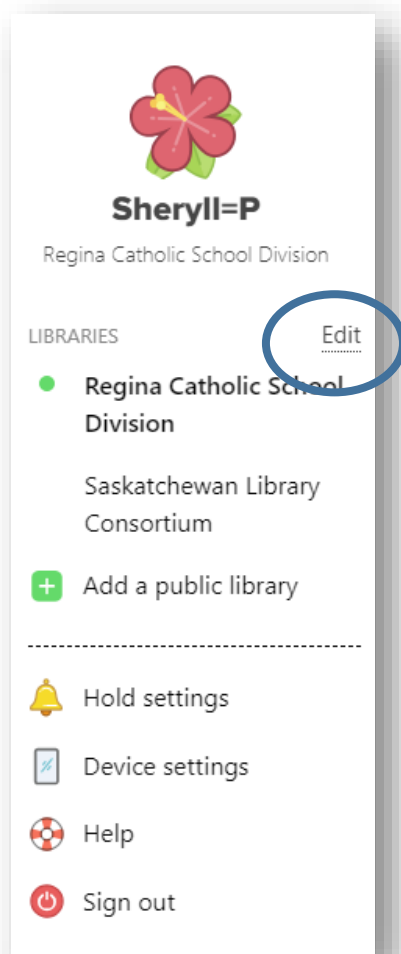 Sheryll=P
Regina Catholic School Division
LIBRARIES Edit
Regina Catholic School
Division
Saskatchewan Library
Consortium
Add a public library
Hold settings
Device settings
Help
Sign out